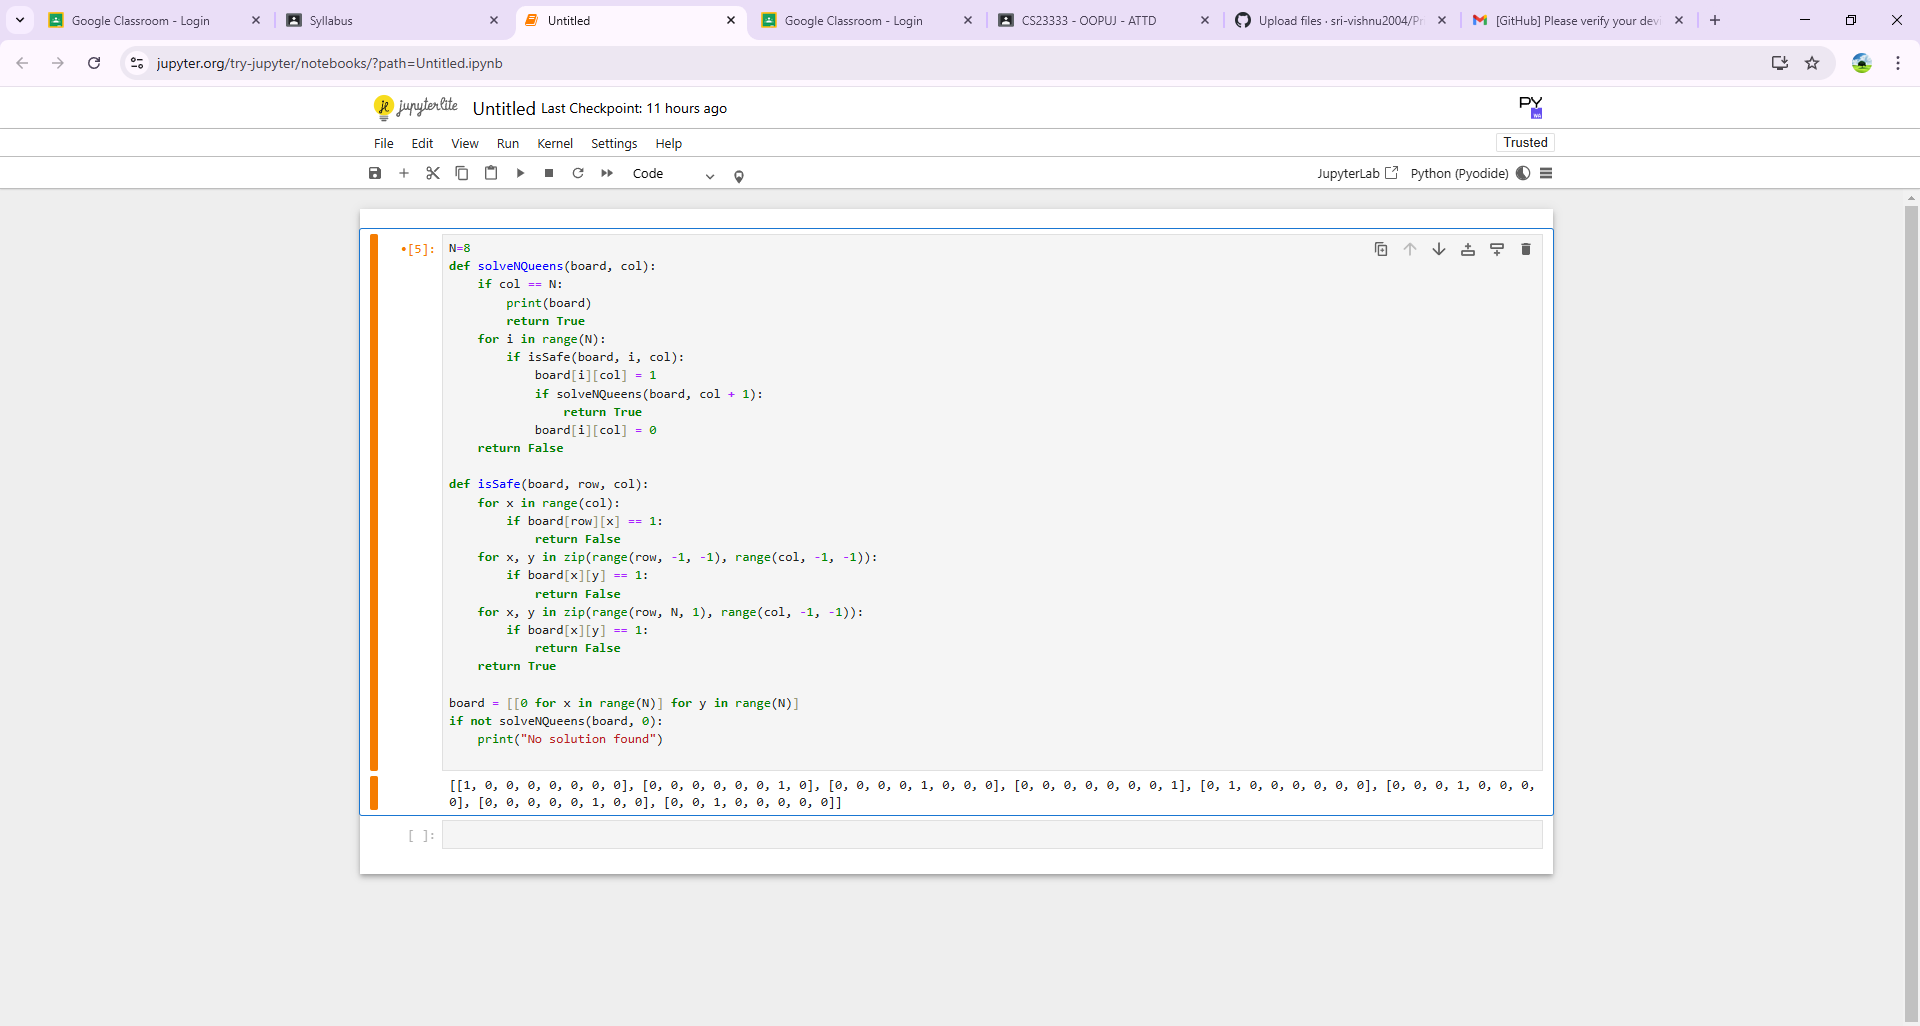 Google Classroom - Login
Syllabus
Untitled
Google Classroom - Login
CS23333 - OOPUJ - ATTD
Upload files · sri-vishnu2004/Pri
[GitHub] Please verify your devi
jupyter.org/try-jupyter/notebooks/?path=Untitled.ipynb
jupyterlite Untitled Last Checkpoint: 11 hours ago
PY
File Edit View Run Kernel Settings Help
Trusted
Code
JupyterLab
Python (Pyodide)
•[5]:
N=8
def solveNQueens(board, col):
    if col == N:
        print(board)
        return True
    for i in range(N):
        if isSafe(board, i, col):
            board[i][col] = 1
            if solveNQueens(board, col + 1):
                return True
            board[i][col] = 0
    return False
def isSafe(board, row, col):
    for x in range(col):
        if board[row][x] == 1:
            return False
    for x, y in zip(range(row, -1, -1), range(col, -1, -1)):
        if board[x][y] == 1:
            return False
    for x, y in zip(range(row, N, 1), range(col, -1, -1)):
        if board[x][y] == 1:
            return False
    return True
board = [[0 for x in range(N)] for y in range(N)]
if not solveNQueens(board, 0):
    print("No solution found")
[[1, 0, 0, 0, 0, 0, 0, 0], [0, 0, 0, 0, 0, 0, 1, 0], [0, 0, 0, 0, 1, 0, 0, 0], [0, 0, 0, 0, 0, 0, 0, 1], [0, 1, 0, 0, 0, 0, 0, 0], [0, 0, 0, 1, 0, 0, 0,
0], [0, 0, 0, 0, 0, 1, 0, 0], [0, 0, 1, 0, 0, 0, 0, 0]]
[ ]: